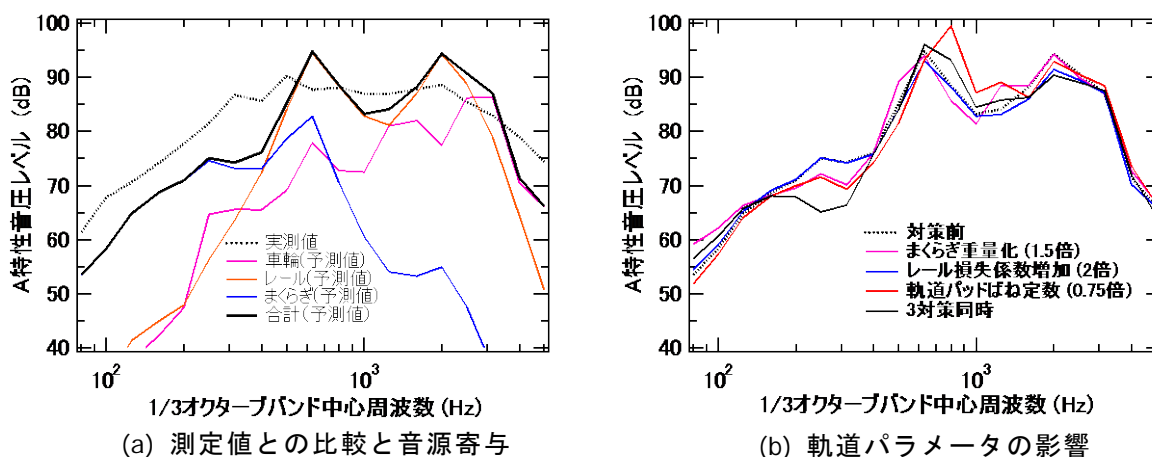 100
90
80
70
60
50
40
A特性音圧レベル (dB)
実測値
車輪(予測値)
レール(予測値)
まくらぎ(予測値)
合計(予測値)
10²
10³
1/3オクターブバンド中心周波数 (Hz)
(a) 測定値との比較と音源寄与
100
90
80
70
60
50
40
A特性音圧レベル (dB)
対策前
まくらぎ重量化 (1.5倍)
レール損失係数増加 (2倍)
軌道パッドばね定数 (0.75倍)
3対策同時
10²
10³
1/3オクターブバンド中心周波数 (Hz)
(b) 軌道パラメータの影響